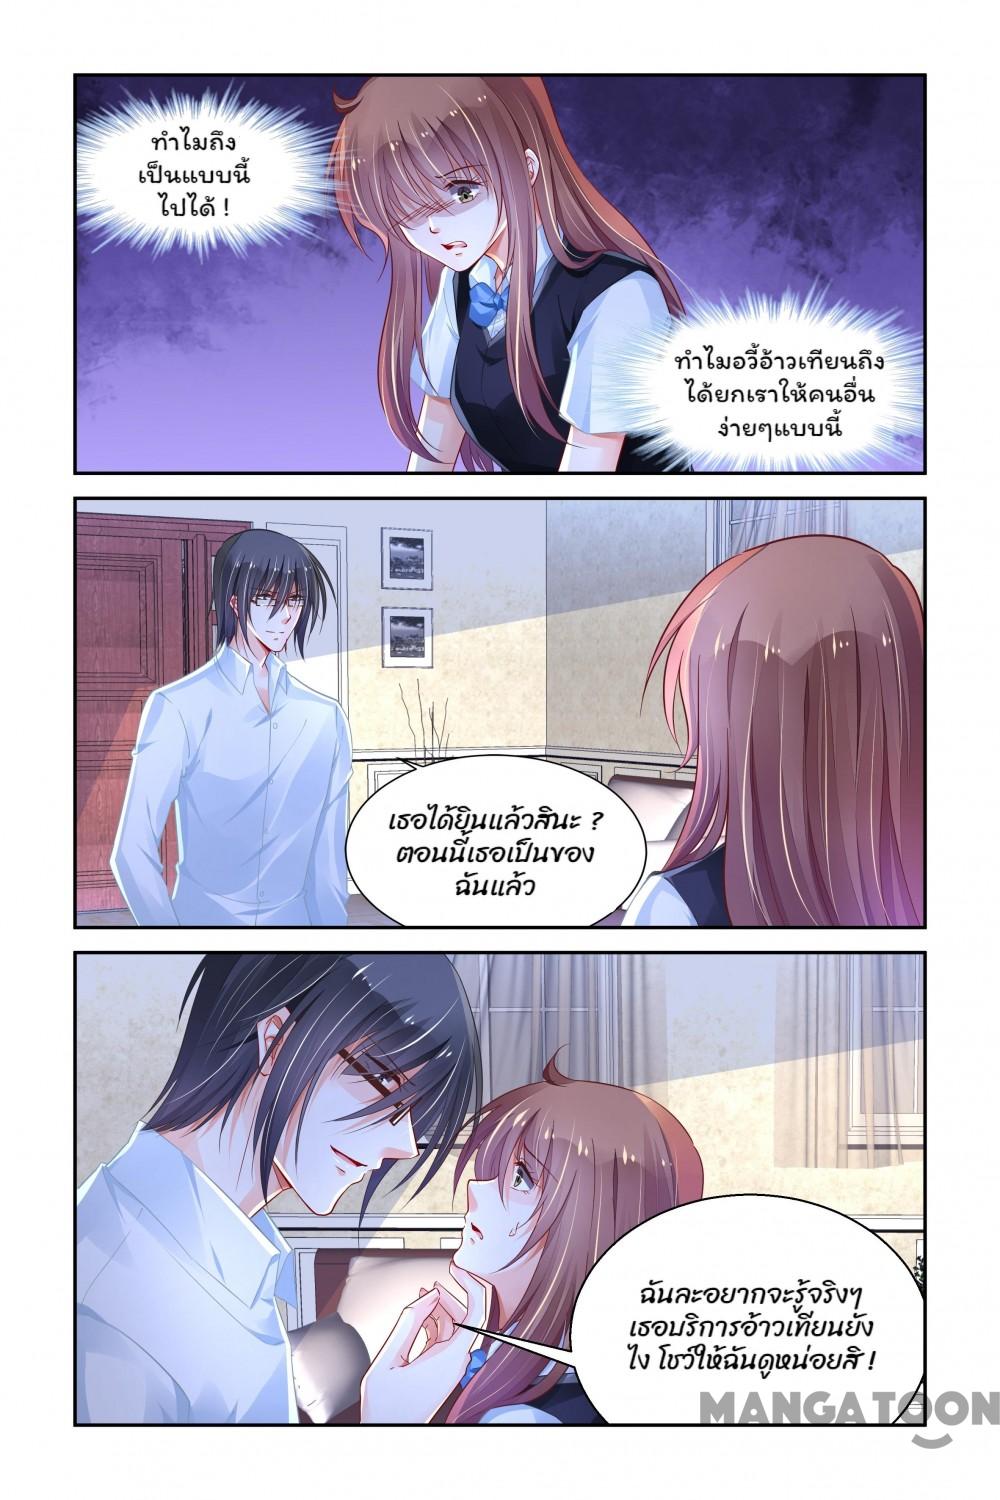 ทำไมถึง
เป็นแบบนี้
ไปได้ !
ทำไมอวี้อ้าวเทียนถึง
ได้ยกเราให้คนอื่น
ง่ายๆแบบนี้
เธอได้ยินแล้วสินะ ?
ตอนนี้เธอเป็นของ
ฉันแล้ว
ฉันละอยากจะรู้จริงๆ
เธอบริการอ้าวเทียนยัง
ไง โชว์ให้ฉันดูหน่อยสิ !
MANGATOON